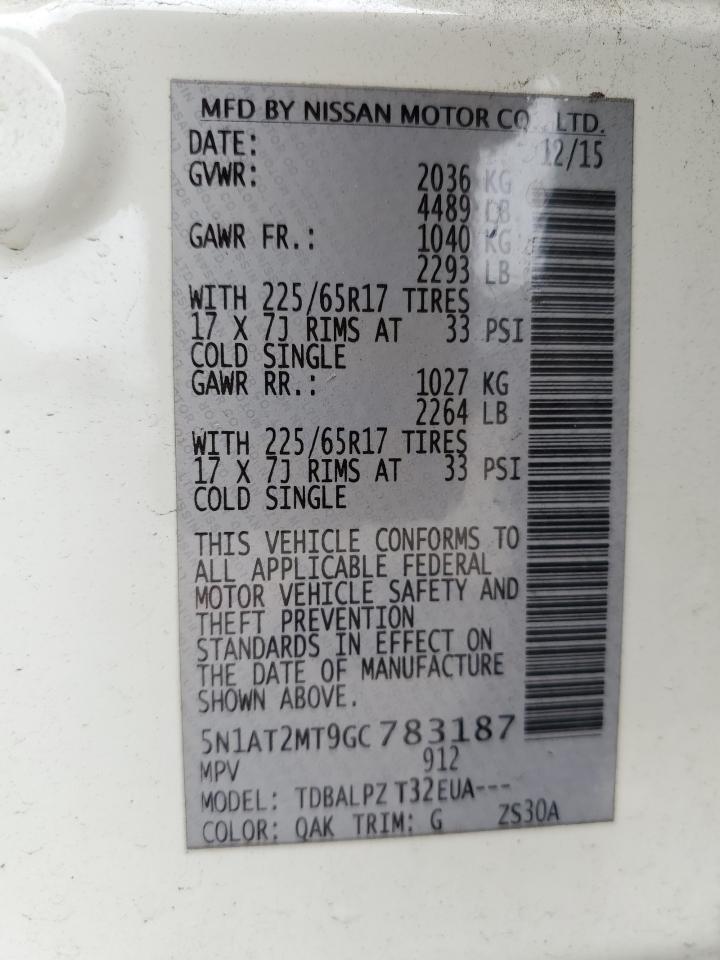 MFD BY NISSAN MOTOR CO., LTD.
DATE: 12/15
GVWR: 2036 KG
4489 LB
GAWR FR.: 1040 KG
2293 LB
WITH 225/65R17 TIRES
17 X 7J RIMS AT 33 PSI
COLD SINGLE
GAWR RR.: 1027 KG
2264 LB
WITH 225/65R17 TIRES
17 X 7J RIMS AT 33 PSI
COLD SINGLE
THIS VEHICLE CONFORMS TO
ALL APPLICABLE FEDERAL
MOTOR VEHICLE SAFETY AND
THEFT PREVENTION
STANDARDS IN EFFECT ON
THE DATE OF MANUFACTURE
SHOWN ABOVE.
5N1AT2MT9GC783187
MPV 912
MODEL: TDBALPZ T32EUA---
COLOR: QAK TRIM: G ZS30A